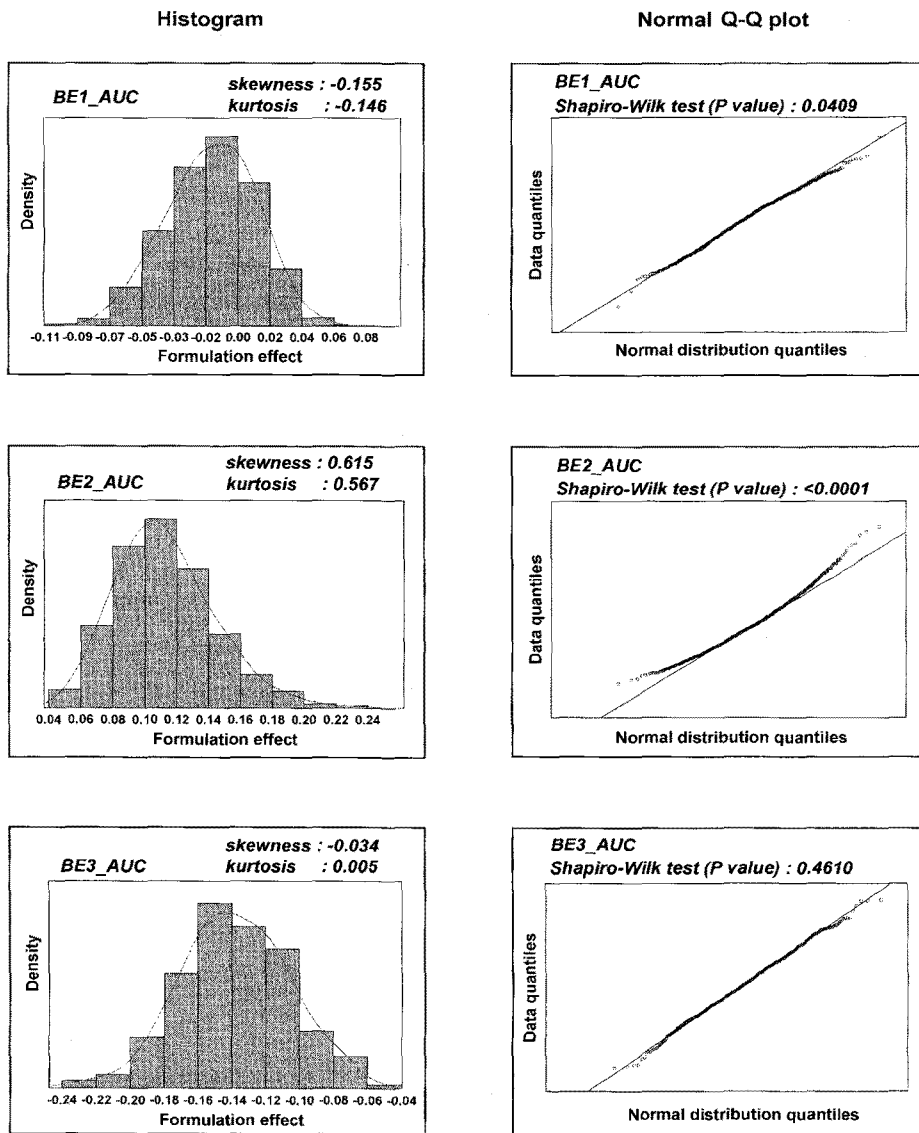 Histogram
Normal Q-Q plot
BE1_AUC
skewness : -0.155
kurtosis : -0.146
Density
-0.11 -0.09 -0.07 -0.05 -0.03 -0.02 0.00 0.02 0.04 0.06 0.08
Formulation effect
BE1_AUC
Shapiro-Wilk test (P value) : 0.0409
Data quantiles
Normal distribution quantiles
BE2_AUC
skewness : 0.615
kurtosis : 0.567
Density
0.04 0.06 0.08 0.10 0.12 0.14 0.16 0.18 0.20 0.22 0.24
Formulation effect
BE2_AUC
Shapiro-Wilk test (P value) : <0.0001
Data quantiles
Normal distribution quantiles
BE3_AUC
skewness : -0.034
kurtosis : 0.005
Density
-0.24 -0.22 -0.20 -0.18 -0.16 -0.15 -0.13 -0.12 -0.10 -0.08 -0.06 -0.04
Formulation effect
BE3_AUC
Shapiro-Wilk test (P value) : 0.4610
Data quantiles
Normal distribution quantiles